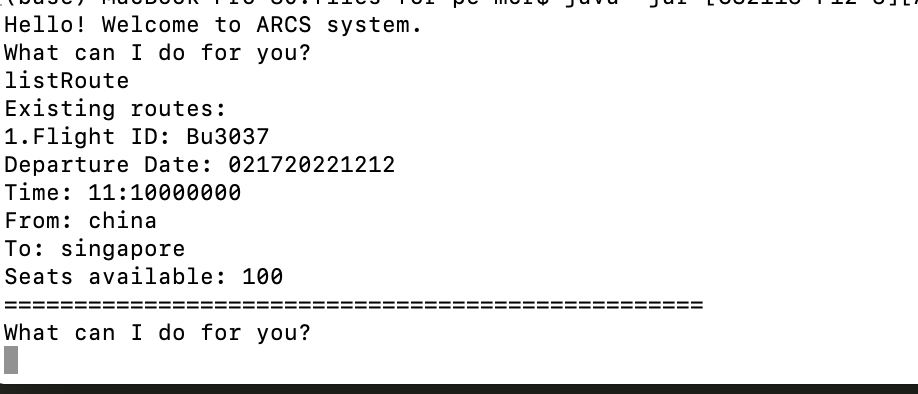 Hello! Welcome to ARCS system.
What can I do for you?
listRoute
Existing routes:
1.Flight ID: Bu3037
Departure Date: 021720221212
Time: 11:10000000
From: china
To: singapore
Seats available: 100
==================================================
What can I do for you?